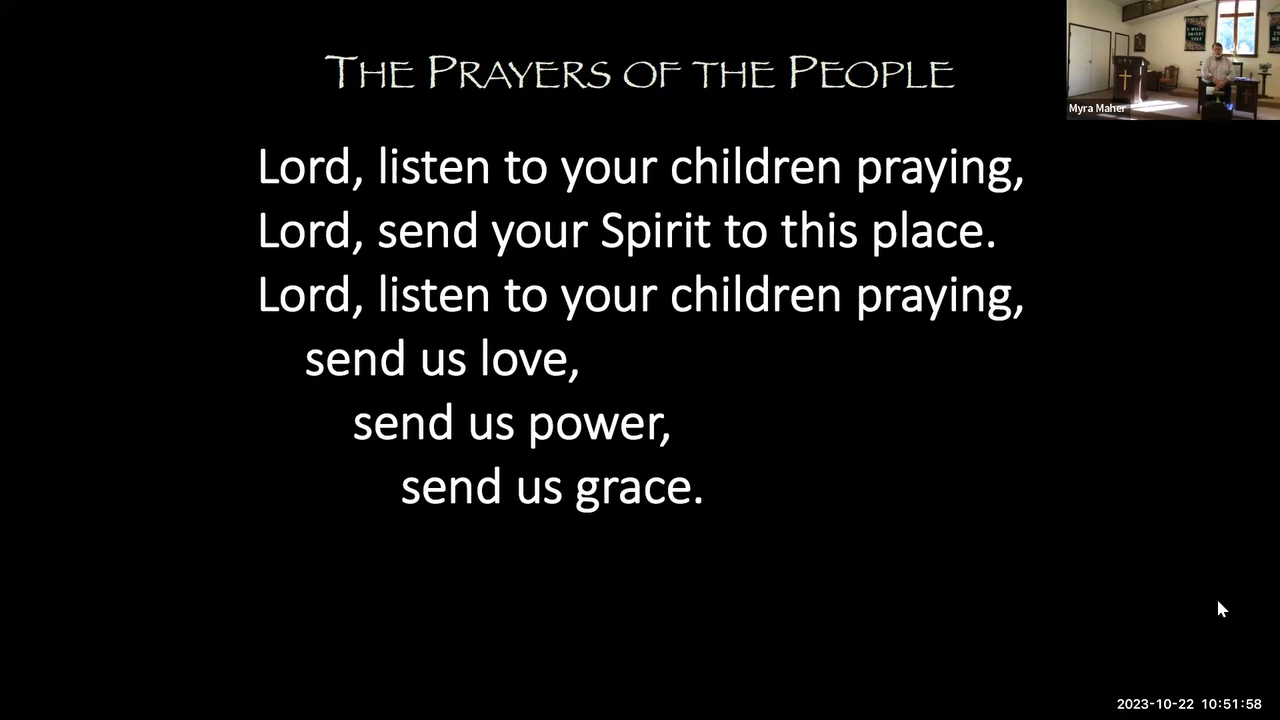 THE PRAYERS OF THE PEOPLE
Lord, listen to your children praying,
Lord, send your Spirit to this place.
Lord, listen to your children praying,
send us love,
send us power,
send us grace.
Myra Maher
2023-10-22 10:51:58